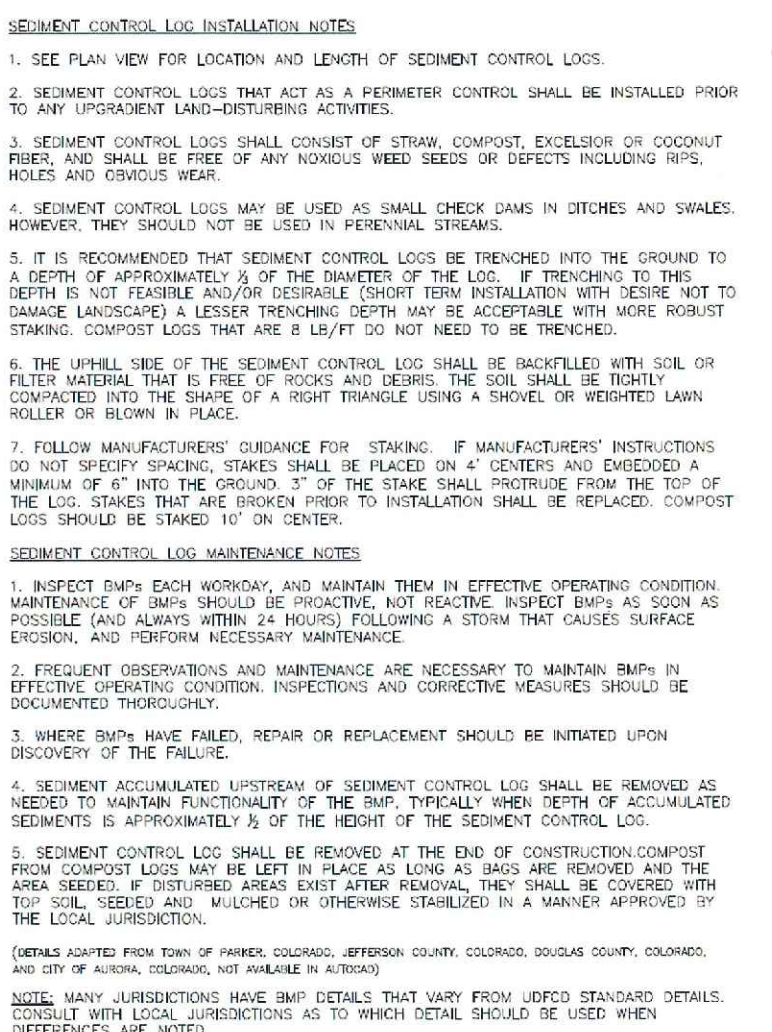 SEDIMENT CONTROL LOG INSTALLATION NOTES
1. SEE PLAN VIEW FOR LOCATION AND LENGTH OF SEDIMENT CONTROL LOGS.
2. SEDIMENT CONTROL LOGS THAT ACT AS A PERIMETER CONTROL SHALL BE INSTALLED PRIOR
TO ANY UPGRADIENT LAND-DISTURBING ACTIVITIES.
3. SEDIMENT CONTROL LOGS SHALL CONSIST OF STRAW, COMPOST, EXCELSIOR OR COCONUT
FIBER, AND SHALL BE FREE OF ANY NOXIOUS WEED SEEDS OR DEFECTS INCLUDING RIPS,
HOLES AND OBVIOUS WEAR.
4. SEDIMENT CONTROL LOGS MAY BE USED AS SMALL CHECK DAMS IN DITCHES AND SWALES.
HOWEVER, THEY SHOULD NOT BE USED IN PERENNIAL STREAMS.
5. IT IS RECOMMENDED THAT SEDIMENT CONTROL LOGS BE TRENCHED INTO THE GROUND TO
A DEPTH OF APPROXIMATELY ⅓ OF THE DIAMETER OF THE LOG. IF TRENCHING TO THIS
DEPTH IS NOT FEASIBLE AND/OR DESIRABLE (SHORT TERM INSTALLATION WITH DESIRE NOT TO
DAMAGE LANDSCAPE) A LESSER TRENCHING DEPTH MAY BE ACCEPTABLE WITH MORE ROBUST
STAKING. COMPOST LOGS THAT ARE 8 LB/FT DO NOT NEED TO BE TRENCHED.
6. THE UPHILL SIDE OF THE SEDIMENT CONTROL LOG SHALL BE BACKFILLED WITH SOIL OR
FILTER MATERIAL THAT IS FREE OF ROCKS AND DEBRIS. THE SOIL SHALL BE TIGHTLY
COMPACTED INTO THE SHAPE OF A RIGHT TRIANGLE USING A SHOVEL OR WEIGHTED LAWN
ROLLER OR BLOWN IN PLACE.
7. FOLLOW MANUFACTURERS' GUIDANCE FOR STAKING. IF MANUFACTURERS' INSTRUCTIONS
DO NOT SPECIFY SPACING, STAKES SHALL BE PLACED ON 4' CENTERS AND EMBEDDED A
MINIMUM OF 6" INTO THE GROUND. 3" OF THE STAKE SHALL PROTRUDE FROM THE TOP OF
THE LOG. STAKES THAT ARE BROKEN PRIOR TO INSTALLATION SHALL BE REPLACED. COMPOST
LOGS SHOULD BE STAKED 10' ON CENTER.
SEDIMENT CONTROL LOG MAINTENANCE NOTES
1. INSPECT BMPs EACH WORKDAY, AND MAINTAIN THEM IN EFFECTIVE OPERATING CONDITION.
MAINTENANCE OF BMPs SHOULD BE PROACTIVE, NOT REACTIVE. INSPECT BMPs AS SOON AS
POSSIBLE (AND ALWAYS WITHIN 24 HOURS) FOLLOWING A STORM THAT CAUSES SURFACE
EROSION, AND PERFORM NECESSARY MAINTENANCE.
2. FREQUENT OBSERVATIONS AND MAINTENANCE ARE NECESSARY TO MAINTAIN BMPs IN
EFFECTIVE OPERATING CONDITION. INSPECTIONS AND CORRECTIVE MEASURES SHOULD BE
DOCUMENTED THOROUGHLY.
3. WHERE BMPs HAVE FAILED, REPAIR OR REPLACEMENT SHOULD BE INITIATED UPON
DISCOVERY OF THE FAILURE.
4. SEDIMENT ACCUMULATED UPSTREAM OF SEDIMENT CONTROL LOG SHALL BE REMOVED AS
NEEDED TO MAINTAIN FUNCTIONALITY OF THE BMP, TYPICALLY WHEN DEPTH OF ACCUMULATED
SEDIMENTS IS APPROXIMATELY ½ OF THE HEIGHT OF THE SEDIMENT CONTROL LOG.
5. SEDIMENT CONTROL LOG SHALL BE REMOVED AT THE END OF CONSTRUCTION.COMPOST
FROM COMPOST LOGS MAY BE LEFT IN PLACE AS LONG AS BAGS ARE REMOVED AND THE
AREA SEEDED. IF DISTURBED AREAS EXIST AFTER REMOVAL, THEY SHALL BE COVERED WITH
TOP SOIL, SEEDED AND MULCHED OR OTHERWISE STABILIZED IN A MANNER APPROVED BY
THE LOCAL JURISDICTION.
(DETAILS ADAPTED FROM TOWN OF PARKER, COLORADO, JEFFERSON COUNTY, COLORADO, DOUGLAS COUNTY, COLORADO,
AND CITY OF AURORA, COLORADO, NOT AVAILABLE IN AUTOCAD)
NOTE: MANY JURISDICTIONS HAVE BMP DETAILS THAT VARY FROM UDFCD STANDARD DETAILS.
CONSULT WITH LOCAL JURISDICTIONS AS TO WHICH DETAIL SHOULD BE USED WHEN
DIFFERENCES ARE NOTED